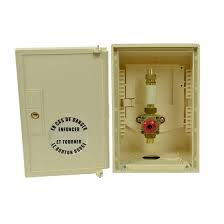 EN CAS DE DANGER
ENFONCER
ET TOURNER
LE BOUTON ROUGE